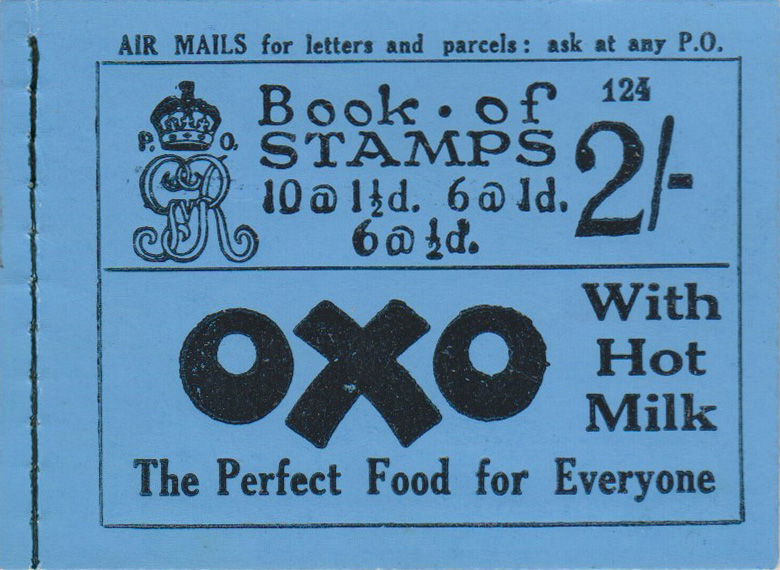 AIR MAILS for letters and parcels: ask at any P.O.
P. O.
GR
Book · of
STAMPS
10 @ 1½d. 6 @ 1d.
6 @ ½d.
124
2/-
OXO
With
Hot
Milk
The Perfect Food for Everyone